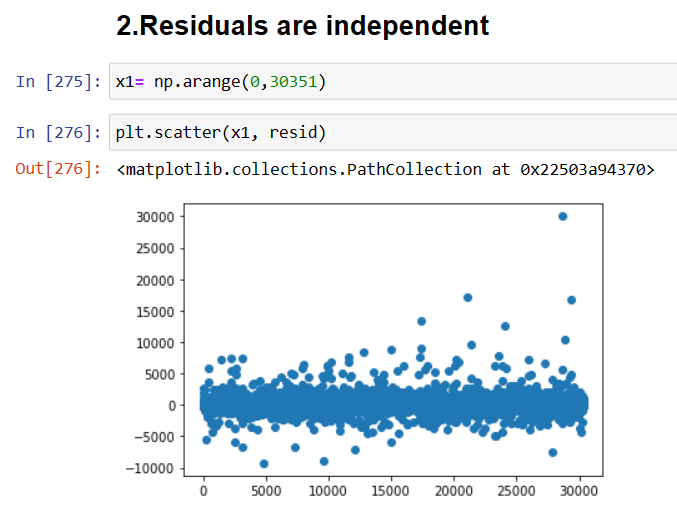 2.Residuals are independent
In [275]: x1= np.arange(0,30351)
In [276]: plt.scatter(x1, resid)
Out[276]: <matplotlib.collections.PathCollection at 0x22503a94370>
30000
25000
20000
15000
10000
5000
0
−5000
−10000
0 5000 10000 15000 20000 25000 30000